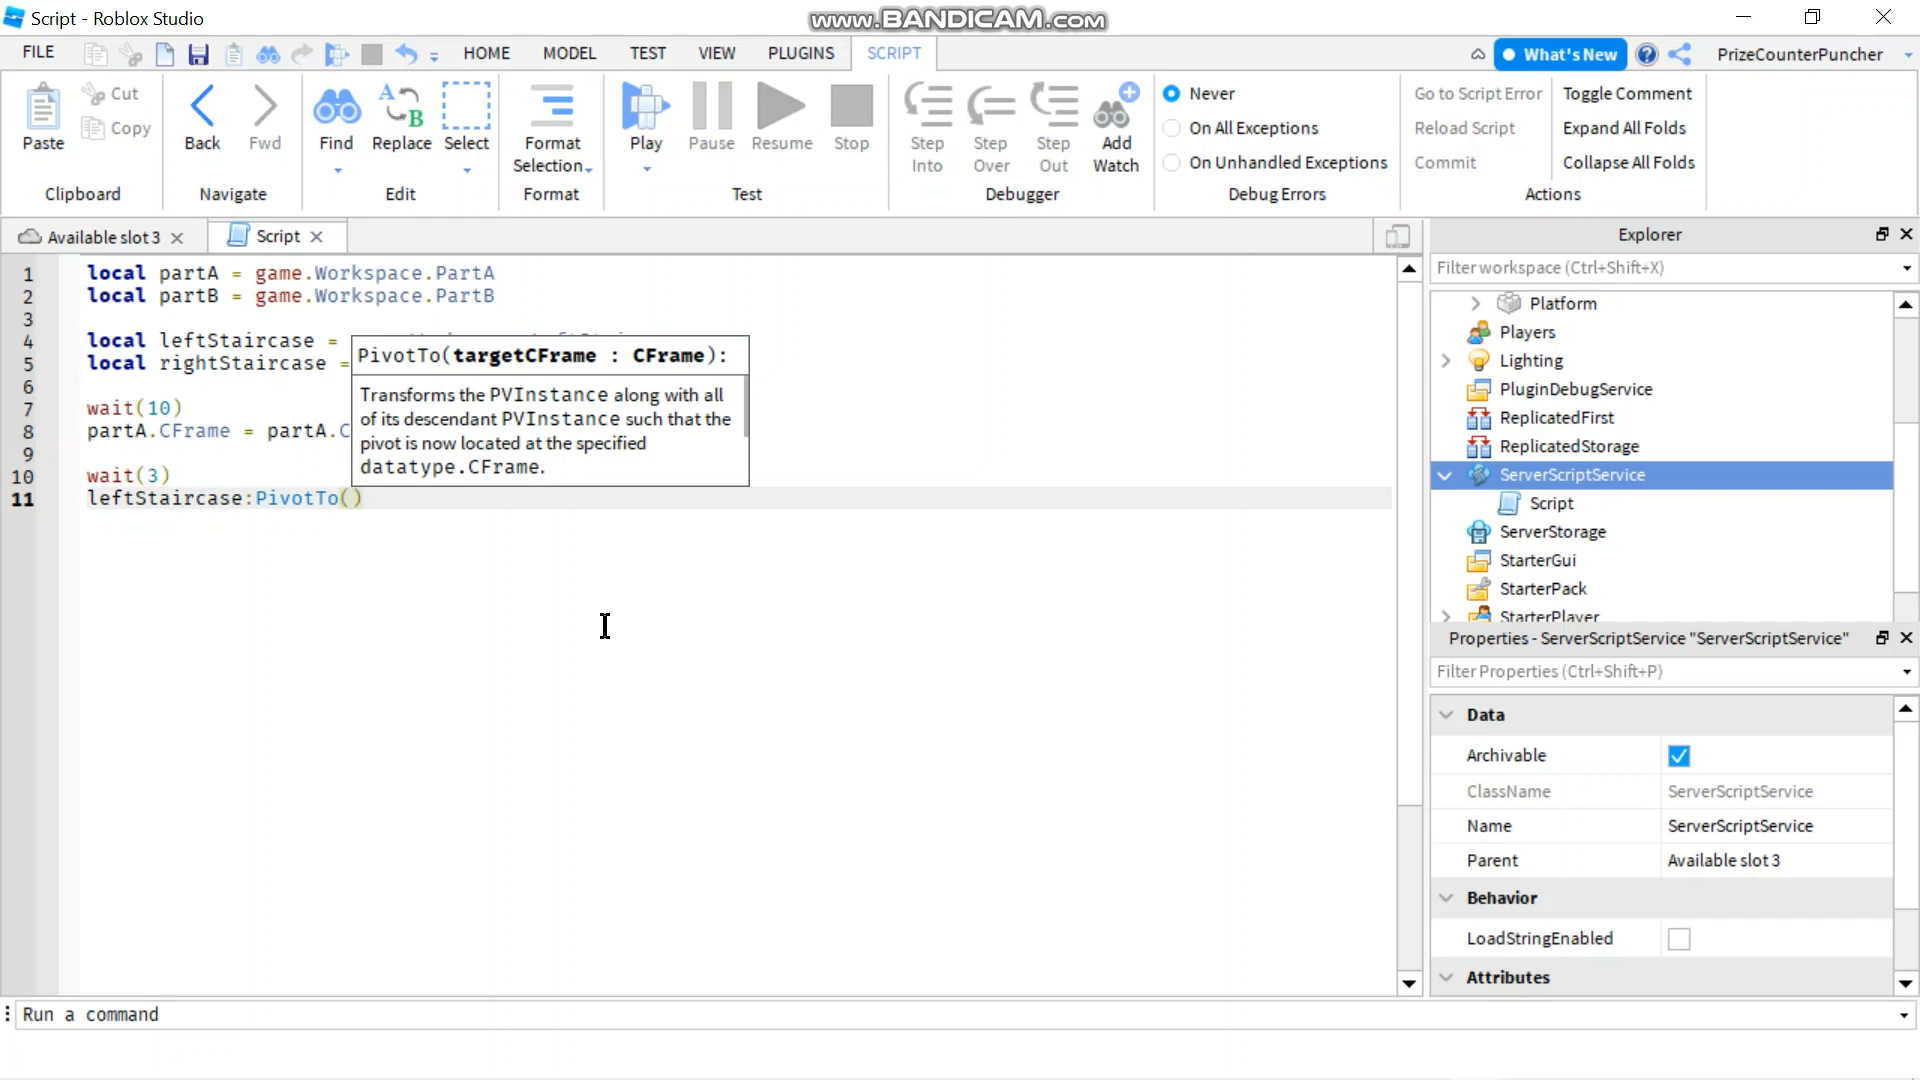 Script - Roblox Studio
www.BANDICAM.com
FILE
HOME
MODEL
TEST
VIEW
PLUGINS
SCRIPT
What's New
PrizeCounterPuncher
Paste
Cut
Copy
Clipboard
Back
Fwd
Navigate
Find
Replace
Select
Edit
Format
Selection
Format
Play
Pause
Resume
Stop
Test
Step
Into
Step
Over
Step
Out
Add
Watch
Debugger
Never
On All Exceptions
On Unhandled Exceptions
Debug Errors
Go to Script Error
Reload Script
Commit
Toggle Comment
Expand All Folds
Collapse All Folds
Actions
Available slot 3
Script
1 local partA = game.Workspace.PartA
2 local partB = game.Workspace.PartB
3
4 local leftStaircase =
5 local rightStaircase =
6
7 wait(10)
8 partA.CFrame = partA.C
9
10 wait(3)
11 leftStaircase:PivotTo()
PivotTo(targetCFrame : CFrame):
Transforms the PVInstance along with all
of its descendant PVInstance such that the
pivot is now located at the specified
datatype.CFrame.
Explorer
Filter workspace (Ctrl+Shift+X)
Platform
Players
Lighting
PluginDebugService
ReplicatedFirst
ReplicatedStorage
ServerScriptService
Script
ServerStorage
StarterGui
StarterPack
StarterPlayer
Properties - ServerScriptService "ServerScriptService"
Filter Properties (Ctrl+Shift+P)
Data
Archivable
ClassName ServerScriptService
Name ServerScriptService
Parent Available slot 3
Behavior
LoadStringEnabled
Attributes
Run a command